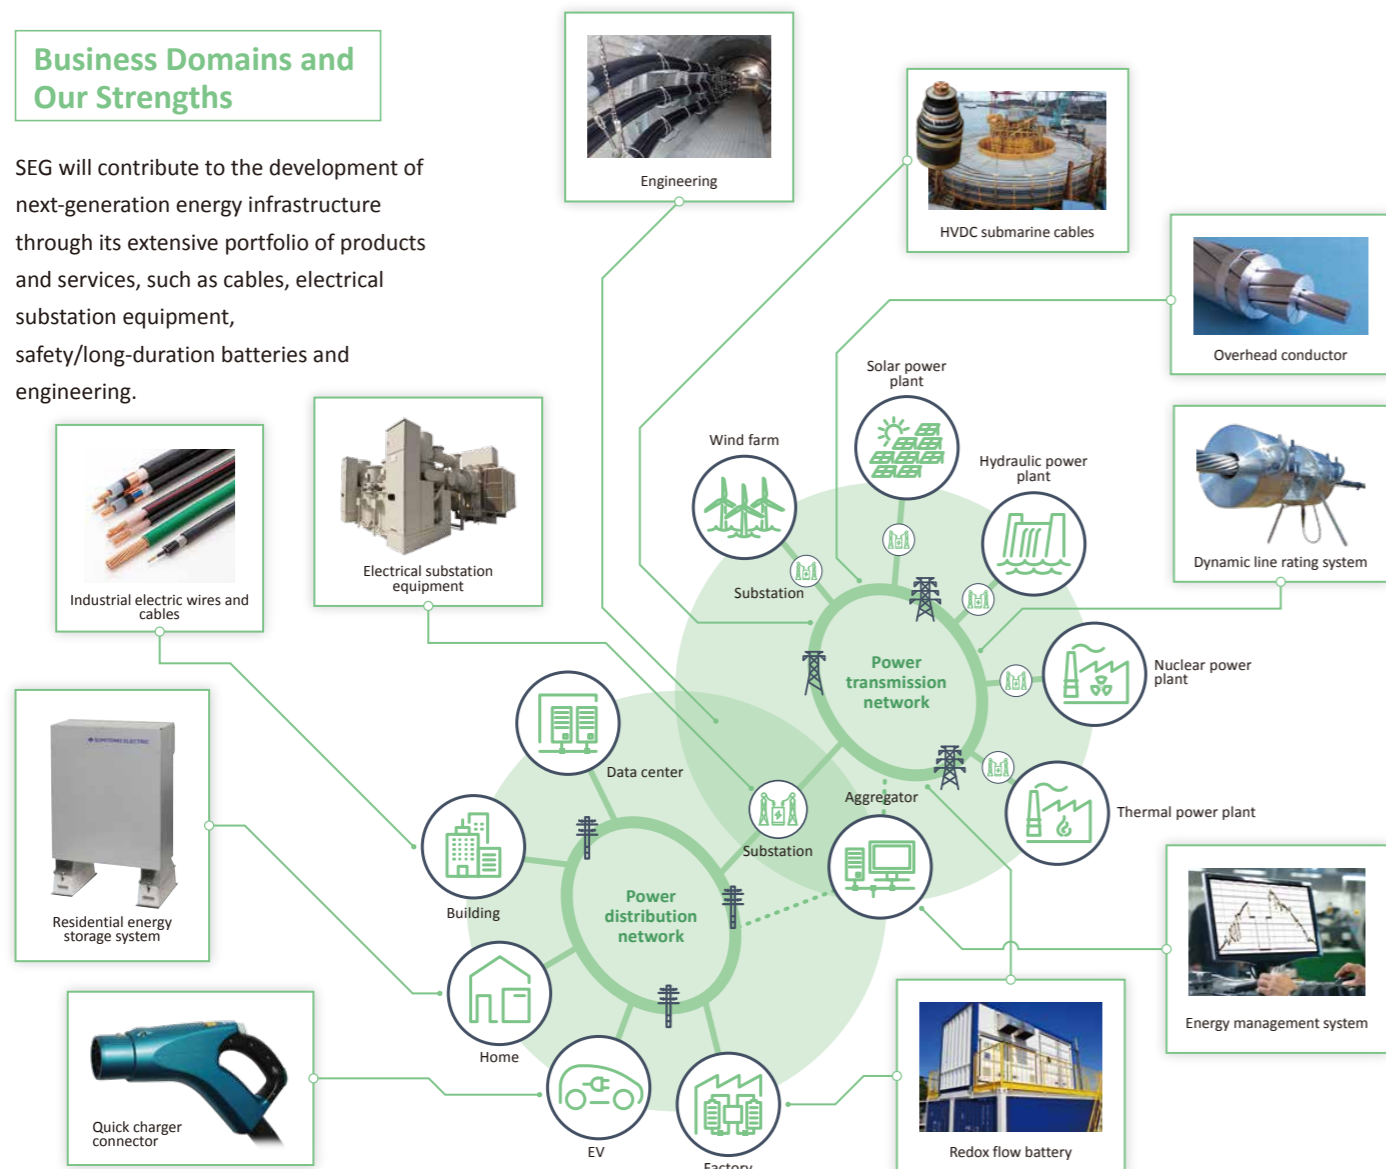 Business Domains and
Our Strengths
SEG will contribute to the development of
next-generation energy infrastructure
through its extensive portfolio of products
and services, such as cables, electrical
substation equipment,
safety/long-duration batteries and
engineering.
Engineering
HVDC submarine cables
Overhead conductor
Dynamic line rating system
Industrial electric wires and
cables
Electrical substation
equipment
Solar power
plant
Wind farm
Hydraulic power
plant
Substation
Power
transmission
network
Nuclear power
plant
Data center
Aggregator
Thermal power plant
Substation
SUMITOMO ELECTRIC
Residential energy
storage system
Building
Power
distribution
network
Home
Energy management system
Quick charger
connector
EV
Factory
Redox flow battery